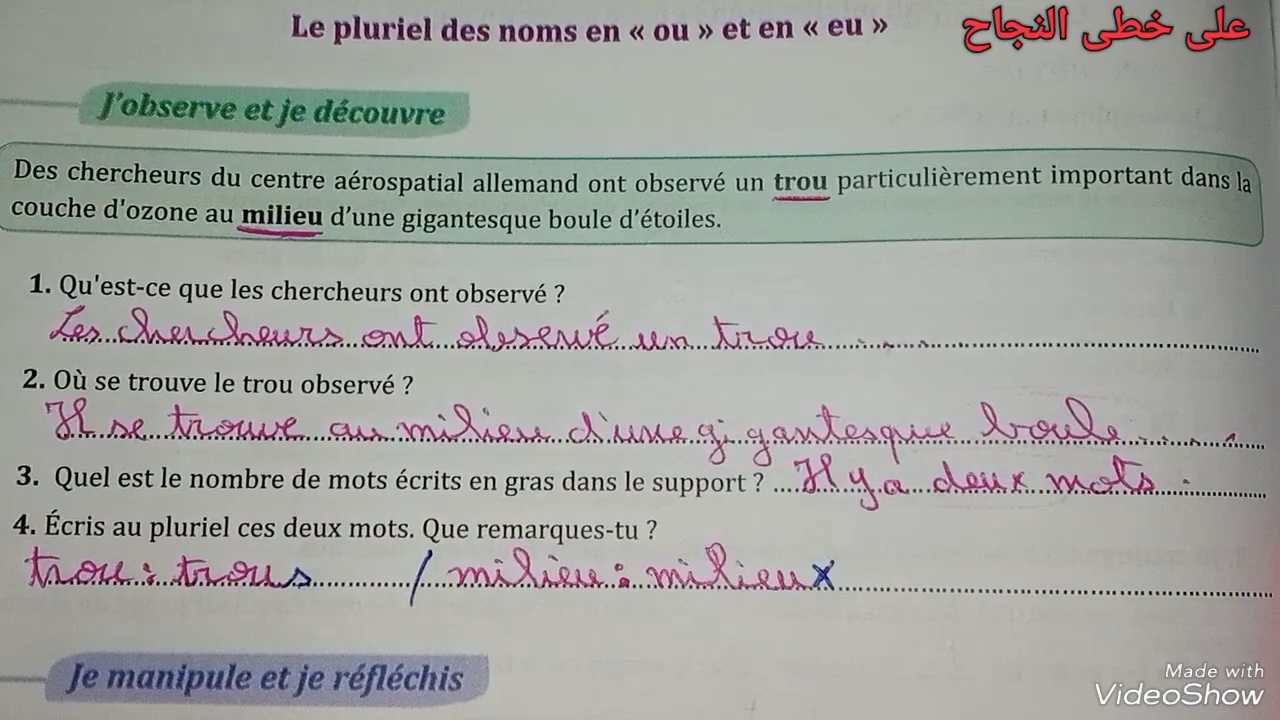 Le pluriel des noms en « ou » et en « eu »
على خطى النجاح
J'observe et je découvre
Des chercheurs du centre aérospatial allemand ont observé un trou particulièrement important dans la
couche d'ozone au milieu d'une gigantesque boule d'étoiles.
1. Qu'est-ce que les chercheurs ont observé ?
Les chercheurs ont observé un trou
2. Où se trouve le trou observé ?
Il se trouve au milieu d'une gigantesque boule
3. Quel est le nombre de mots écrits en gras dans le support ? Il y a deux mots
4. Écris au pluriel ces deux mots. Que remarques-tu ?
trou : trous / milieu : milieux
Je manipule et je réfléchis
Made with
VideoShow